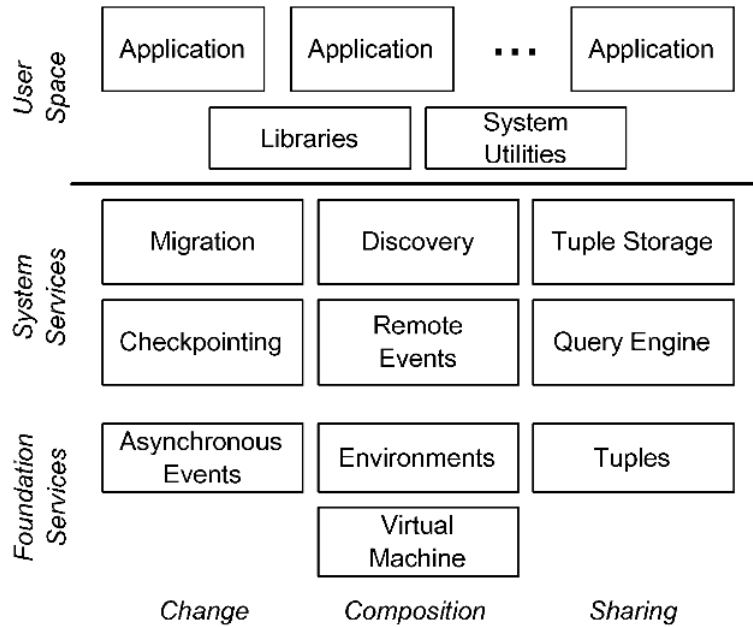 User
Space
Application
Application
...
Application
Libraries
System
Utilities
System
Services
Migration
Discovery
Tuple Storage
Checkpointing
Remote
Events
Query Engine
Foundation
Services
Asynchronous
Events
Environments
Tuples
Virtual
Machine
Change
Composition
Sharing